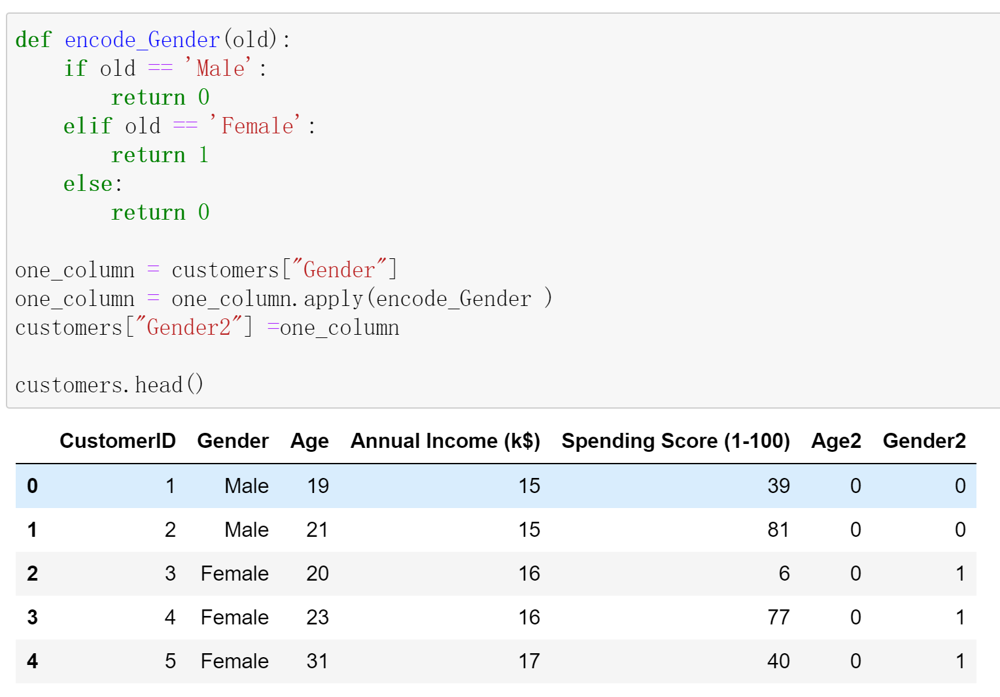 def encode_Gender(old):
    if old == 'Male':
        return 0
    elif old == 'Female':
        return 1
    else:
        return 0

one_column = customers["Gender"]
one_column = one_column.apply(encode_Gender )
customers["Gender2"] =one_column

customers.head()
CustomerID Gender Age Annual Income (k$) Spending Score (1-100) Age2 Gender2
0 1 Male 19 15 39 0 0
1 2 Male 21 15 81 0 0
2 3 Female 20 16 6 0 1
3 4 Female 23 16 77 0 1
4 5 Female 31 17 40 0 1